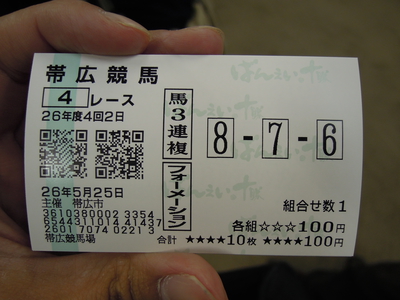 帯広競馬
4 レース
26年度4回2日
26年5月25日
主催 帯広市
3610380002 3354
6544311014 41437
2601 7074 0221 3
帯広競馬場
馬3連複
フォーメーション
8-7-6
組合せ数1
各組☆☆☆100円
合計 ★★★★10枚 ★★★★100円
ばんえい十勝